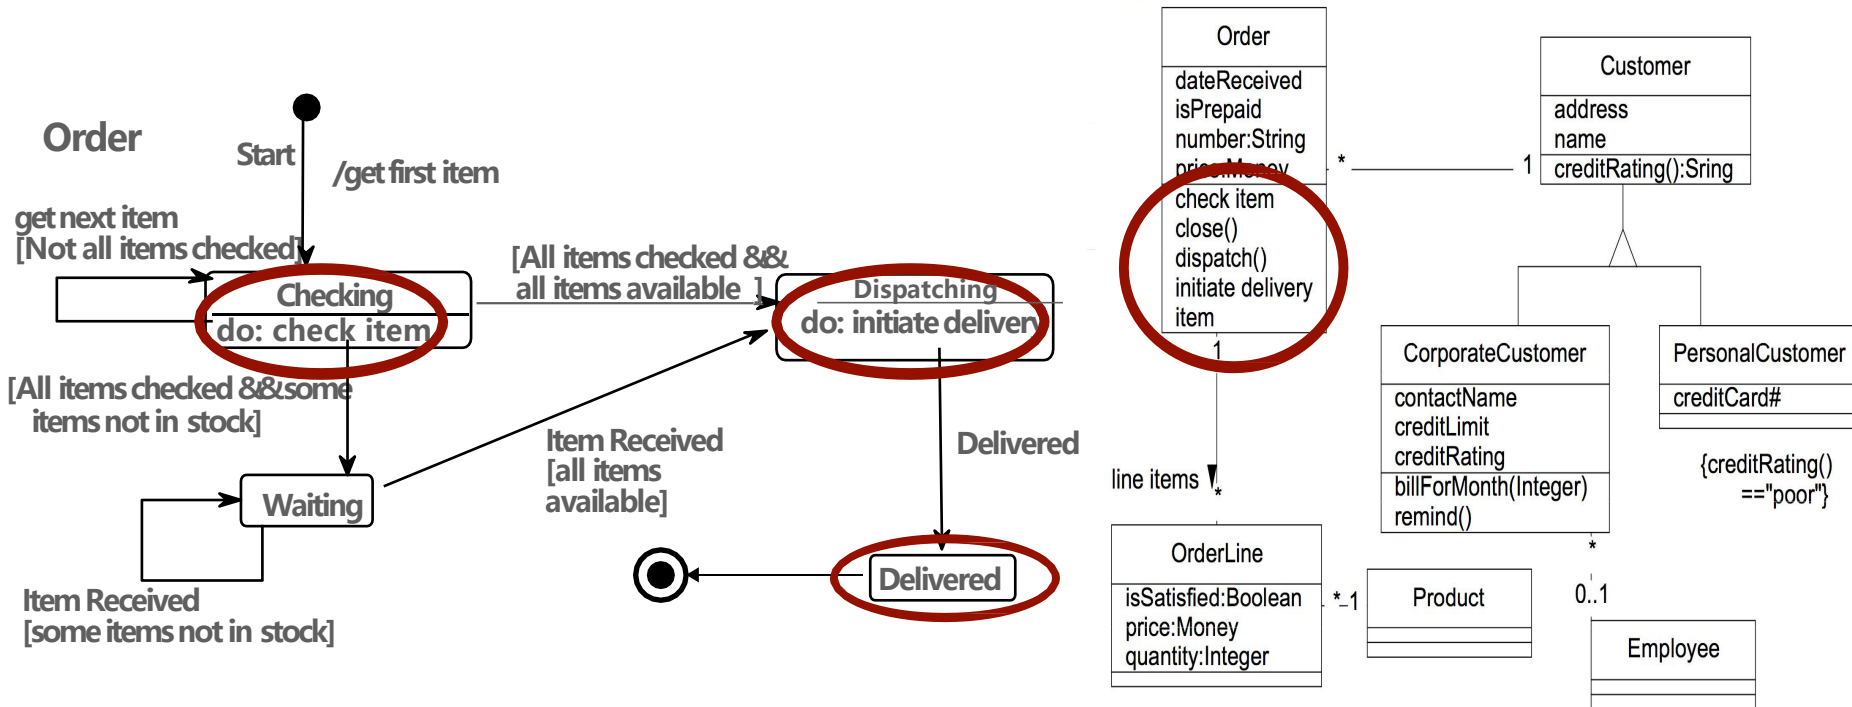 Order
Start
/get first item
get next item
[Not all items checked]
Checking
do: check item
[All items checked &&
all items available ]
Dispatching
do: initiate delivery
[All items checked &&some
items not in stock]
Waiting
Item Received
[all items
available]
Delivered
Delivered
Item Received
[some items not in stock]
Order
dateReceived
isPrepaid
number:String
price:Money
check item
close()
dispatch()
initiate delivery
item
*
1
Customer
address
name
creditRating():Sring
1
line items
*
CorporateCustomer
contactName
creditLimit
creditRating
billForMonth(Integer)
remind()
PersonalCustomer
creditCard#
{creditRating()
=="poor"}
OrderLine
isSatisfied:Boolean
price:Money
quantity:Integer
*
1
Product
*
0..1
Employee